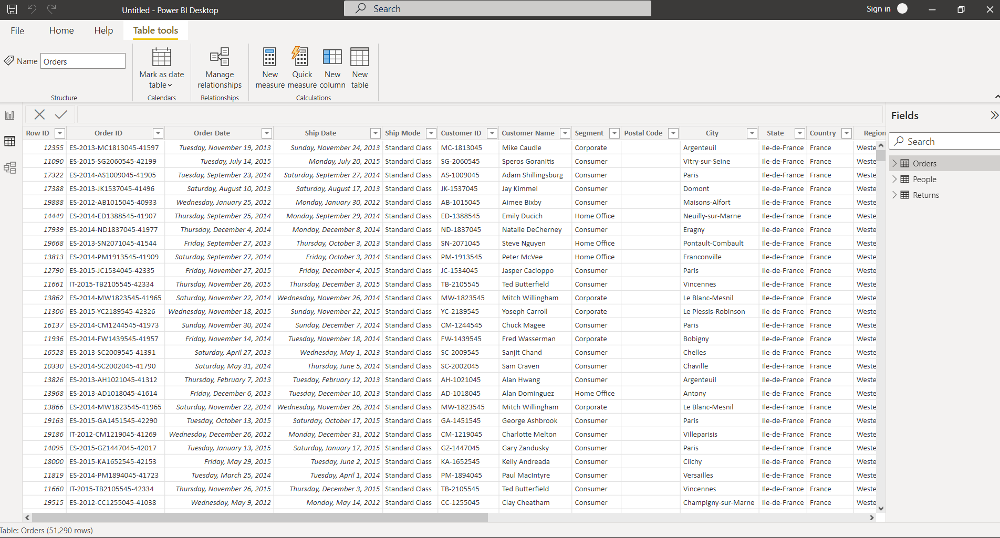 Untitled - Power BI Desktop
Search
Sign in
File Home Help Table tools
Name Orders
Mark as date table
Manage relationships
New measure
Quick measure
New column
New table
Structure Calendars Relationships Calculations
Row ID Order ID Order Date Ship Date Ship Mode Customer ID Customer Name Segment Postal Code City State Country Region
12355 ES-2013-MC1813045-41597 Tuesday, November 19, 2013 Sunday, November 24, 2013 Standard Class MC-1813045 Mike Caudle Corporate Argenteuil Ile-de-France France Weste
11090 ES-2015-SG2060545-42199 Tuesday, July 14, 2015 Monday, July 20, 2015 Standard Class SG-2060545 Speros Goranitis Consumer Vitry-sur-Seine Ile-de-France France Weste
17322 ES-2014-AS1009045-41905 Tuesday, September 23, 2014 Saturday, September 27, 2014 Standard Class AS-1009045 Adam Shillingsburg Consumer Paris Ile-de-France France Weste
17388 ES-2013-JK1537045-41496 Saturday, August 10, 2013 Saturday, August 17, 2013 Standard Class JK-1537045 Jay Kimmel Consumer Domont Ile-de-France France Weste
19888 ES-2012-AB1015045-40933 Wednesday, January 25, 2012 Monday, January 30, 2012 Standard Class AB-1015045 Aimee Bixby Consumer Maisons-Alfort Ile-de-France France Weste
14449 ES-2014-ED1388545-41907 Thursday, September 25, 2014 Monday, September 29, 2014 Standard Class ED-1388545 Emily Ducich Home Office Neuilly-sur-Marne Ile-de-France France Weste
17939 ES-2014-ND1837045-41977 Thursday, December 4, 2014 Monday, December 8, 2014 Standard Class ND-1837045 Natalie DeCherney Consumer Eragny Ile-de-France France Weste
19668 ES-2013-SN2071045-41544 Friday, September 27, 2013 Thursday, October 3, 2013 Standard Class SN-2071045 Steve Nguyen Home Office Pontault-Combault Ile-de-France France Weste
13813 ES-2014-PM1913545-41909 Saturday, September 27, 2014 Friday, October 3, 2014 Standard Class PM-1913545 Peter McVee Home Office Franconville Ile-de-France France Weste
12790 ES-2015-JC1534045-42335 Friday, November 27, 2015 Friday, December 4, 2015 Standard Class JC-1534045 Jasper Cacioppo Consumer Paris Ile-de-France France Weste
11661 IT-2015-TB2105545-42334 Thursday, November 26, 2015 Thursday, December 3, 2015 Standard Class TB-2105545 Ted Butterfield Consumer Vincennes Ile-de-France France Weste
13862 ES-2014-MW1823545-41965 Saturday, November 22, 2014 Wednesday, November 26, 2014 Standard Class MW-1823545 Mitch Willingham Corporate Le Blanc-Mesnil Ile-de-France France Weste
11306 ES-2015-YC2189545-42326 Wednesday, November 18, 2015 Sunday, November 22, 2015 Standard Class YC-2189545 Yoseph Carroll Corporate Le Plessis-Robinson Ile-de-France France Weste
16137 ES-2014-CM1244545-41973 Sunday, November 30, 2014 Sunday, December 7, 2014 Standard Class CM-1244545 Chuck Magee Consumer Paris Ile-de-France France Weste
11936 ES-2014-FW1439545-41957 Friday, November 14, 2014 Tuesday, November 18, 2014 Standard Class FW-1439545 Fred Wasserman Corporate Bobigny Ile-de-France France Weste
16528 ES-2013-SC2009545-41391 Saturday, April 27, 2013 Wednesday, May 1, 2013 Standard Class SC-2009545 Sanjit Chand Consumer Chelles Ile-de-France France Weste
10330 ES-2014-SC2002045-41790 Saturday, May 31, 2014 Thursday, June 5, 2014 Standard Class SC-2002045 Sam Craven Consumer Chaville Ile-de-France France Weste
13826 ES-2013-AH1021045-41312 Thursday, February 7, 2013 Tuesday, February 12, 2013 Standard Class AH-1021045 Alan Hwang Consumer Argenteuil Ile-de-France France Weste
13968 ES-2013-AD1018045-41614 Friday, December 6, 2013 Tuesday, December 10, 2013 Standard Class AD-1018045 Alan Dominguez Home Office Antony Ile-de-France France Weste
13866 ES-2014-MW1823545-41965 Saturday, November 22, 2014 Wednesday, November 26, 2014 Standard Class MW-1823545 Mitch Willingham Corporate Le Blanc-Mesnil Ile-de-France France Weste
19163 ES-2015-GA1451545-42290 Tuesday, October 13, 2015 Saturday, October 17, 2015 Standard Class GA-1451545 George Ashbrook Consumer Paris Ile-de-France France Weste
19186 IT-2012-CM1219045-41269 Wednesday, December 26, 2012 Monday, December 31, 2012 Standard Class CM-1219045 Charlotte Melton Consumer Villeparisis Ile-de-France France Weste
14095 ES-2015-GZ1447045-42017 Tuesday, January 13, 2015 Saturday, January 17, 2015 Standard Class GZ-1447045 Gary Zandusky Consumer Paris Ile-de-France France Weste
18000 ES-2015-KA1652545-42153 Friday, May 29, 2015 Tuesday, June 2, 2015 Standard Class KA-1652545 Kelly Andreada Consumer Clichy Ile-de-France France Weste
11819 ES-2014-PM1894045-41723 Tuesday, March 25, 2014 Tuesday, April 1, 2014 Standard Class PM-1894045 Paul MacIntyre Consumer Versailles Ile-de-France France Weste
11660 IT-2015-TB2105545-42334 Thursday, November 26, 2015 Thursday, December 3, 2015 Standard Class TB-2105545 Ted Butterfield Consumer Vincennes Ile-de-France France Weste
19515 ES-2012-CC1255045-41038 Wednesday, May 9, 2012 Monday, May 14, 2012 Standard Class CC-1255045 Clay Cheatham Consumer Champigny-sur-Marne Ile-de-France France Weste
Fields
Search
Orders
People
Returns
Table: Orders (51,290 rows)